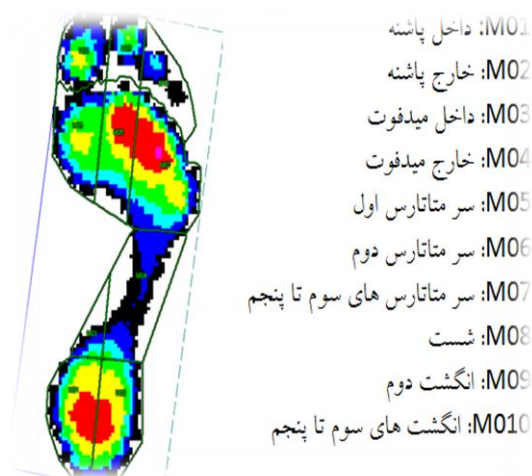 M01: داخل پاشنه
M02: خارج پاشنه
M03: داخل میدفوت
M04: خارج میدفوت
M05: سر متاتارس اول
M06: سر متاتارس دوم
M07: سر متاتارس های سوم تا پنجم
M08: شست
M09: انگشت دوم
M010: انگشت های سوم تا پنجم